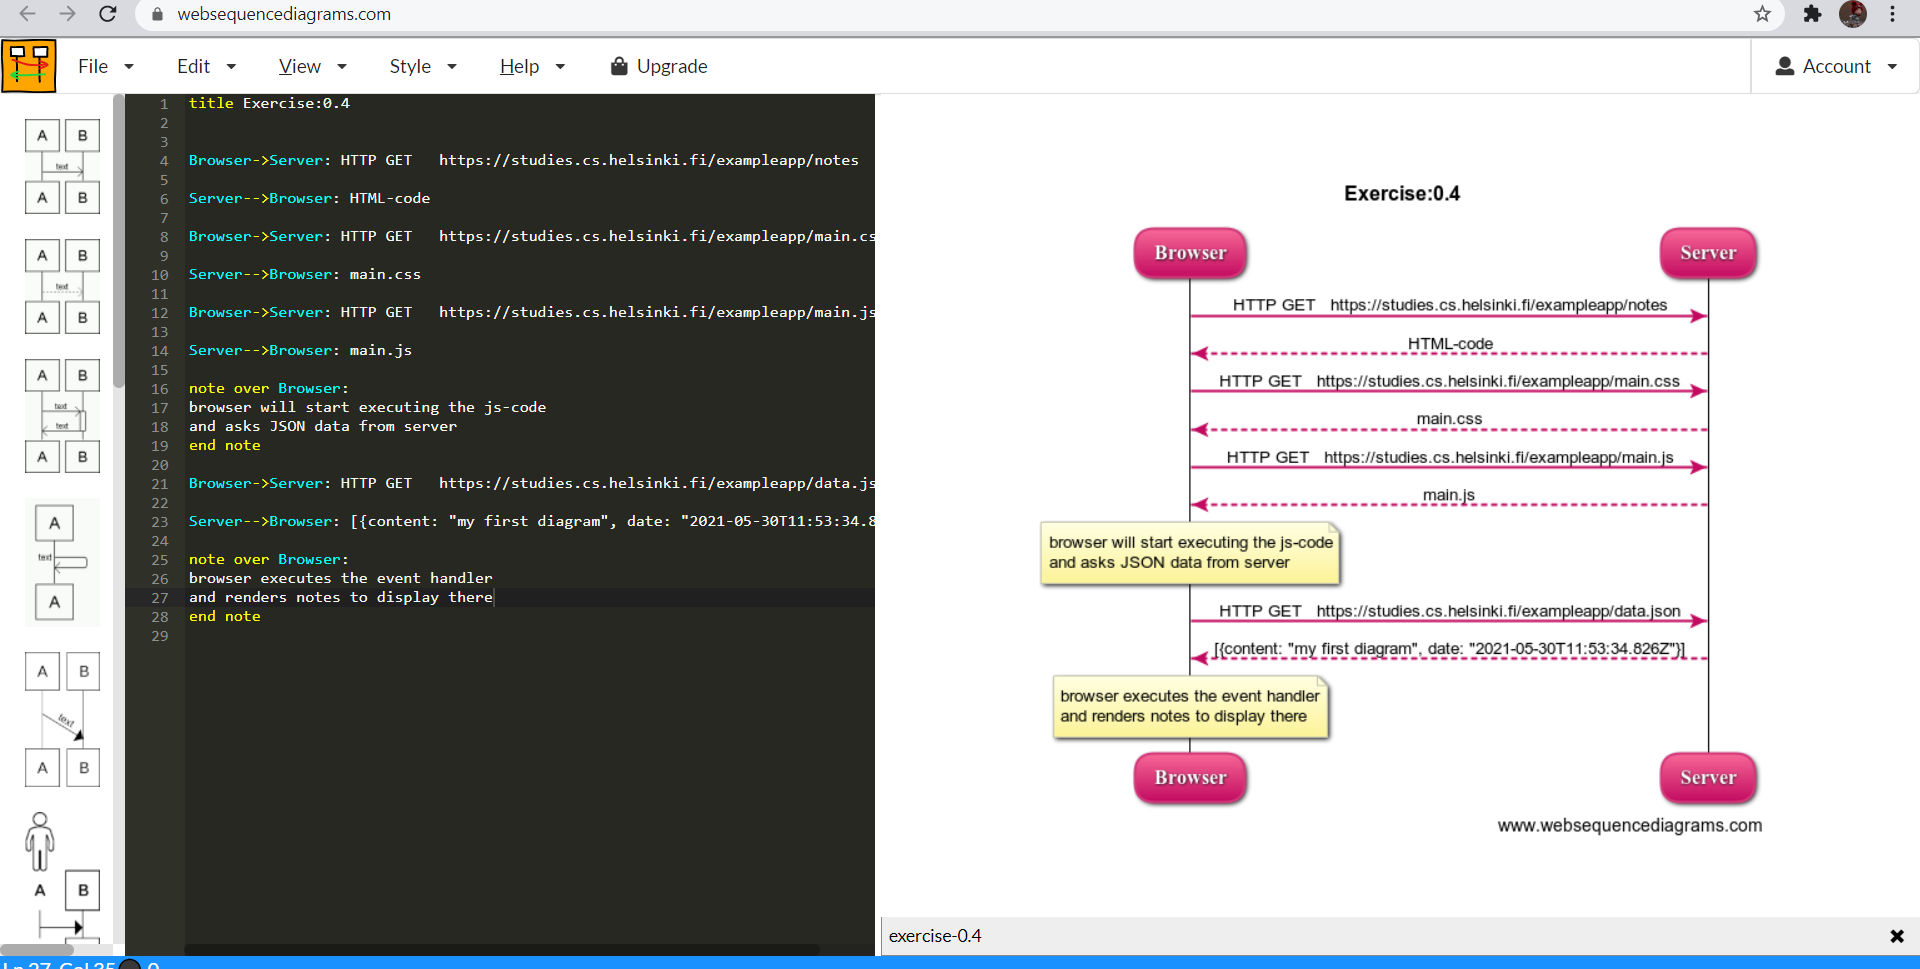 websequencediagrams.com
File Edit View Style Help Upgrade Account
A B
text
A B
A B
text
A B
A B
text
text
A B
A
text
A
A B
text
A B
A B
1 title Exercise:0.4
2
3
4 Browser->Server: HTTP GET   https://studies.cs.helsinki.fi/exampleapp/notes
5
6 Server-->Browser: HTML-code
7
8 Browser->Server: HTTP GET   https://studies.cs.helsinki.fi/exampleapp/main.cs
9
10 Server-->Browser: main.css
11
12 Browser->Server: HTTP GET   https://studies.cs.helsinki.fi/exampleapp/main.js
13
14 Server-->Browser: main.js
15
16 note over Browser:
17 browser will start executing the js-code
18 and asks JSON data from server
19 end note
20
21 Browser->Server: HTTP GET   https://studies.cs.helsinki.fi/exampleapp/data.js
22
23 Server-->Browser: [{content: "my first diagram", date: "2021-05-30T11:53:34.8
24
25 note over Browser:
26 browser executes the event handler
27 and renders notes to display there
28 end note
29
Exercise:0.4
Browser Server
HTTP GET   https://studies.cs.helsinki.fi/exampleapp/notes
HTML-code
HTTP GET   https://studies.cs.helsinki.fi/exampleapp/main.css
main.css
HTTP GET   https://studies.cs.helsinki.fi/exampleapp/main.js
main.js
browser will start executing the js-code
and asks JSON data from server
HTTP GET   https://studies.cs.helsinki.fi/exampleapp/data.json
[{content: "my first diagram", date: "2021-05-30T11:53:34.826Z"}]
browser executes the event handler
and renders notes to display there
Browser Server
www.websequencediagrams.com
exercise-0.4